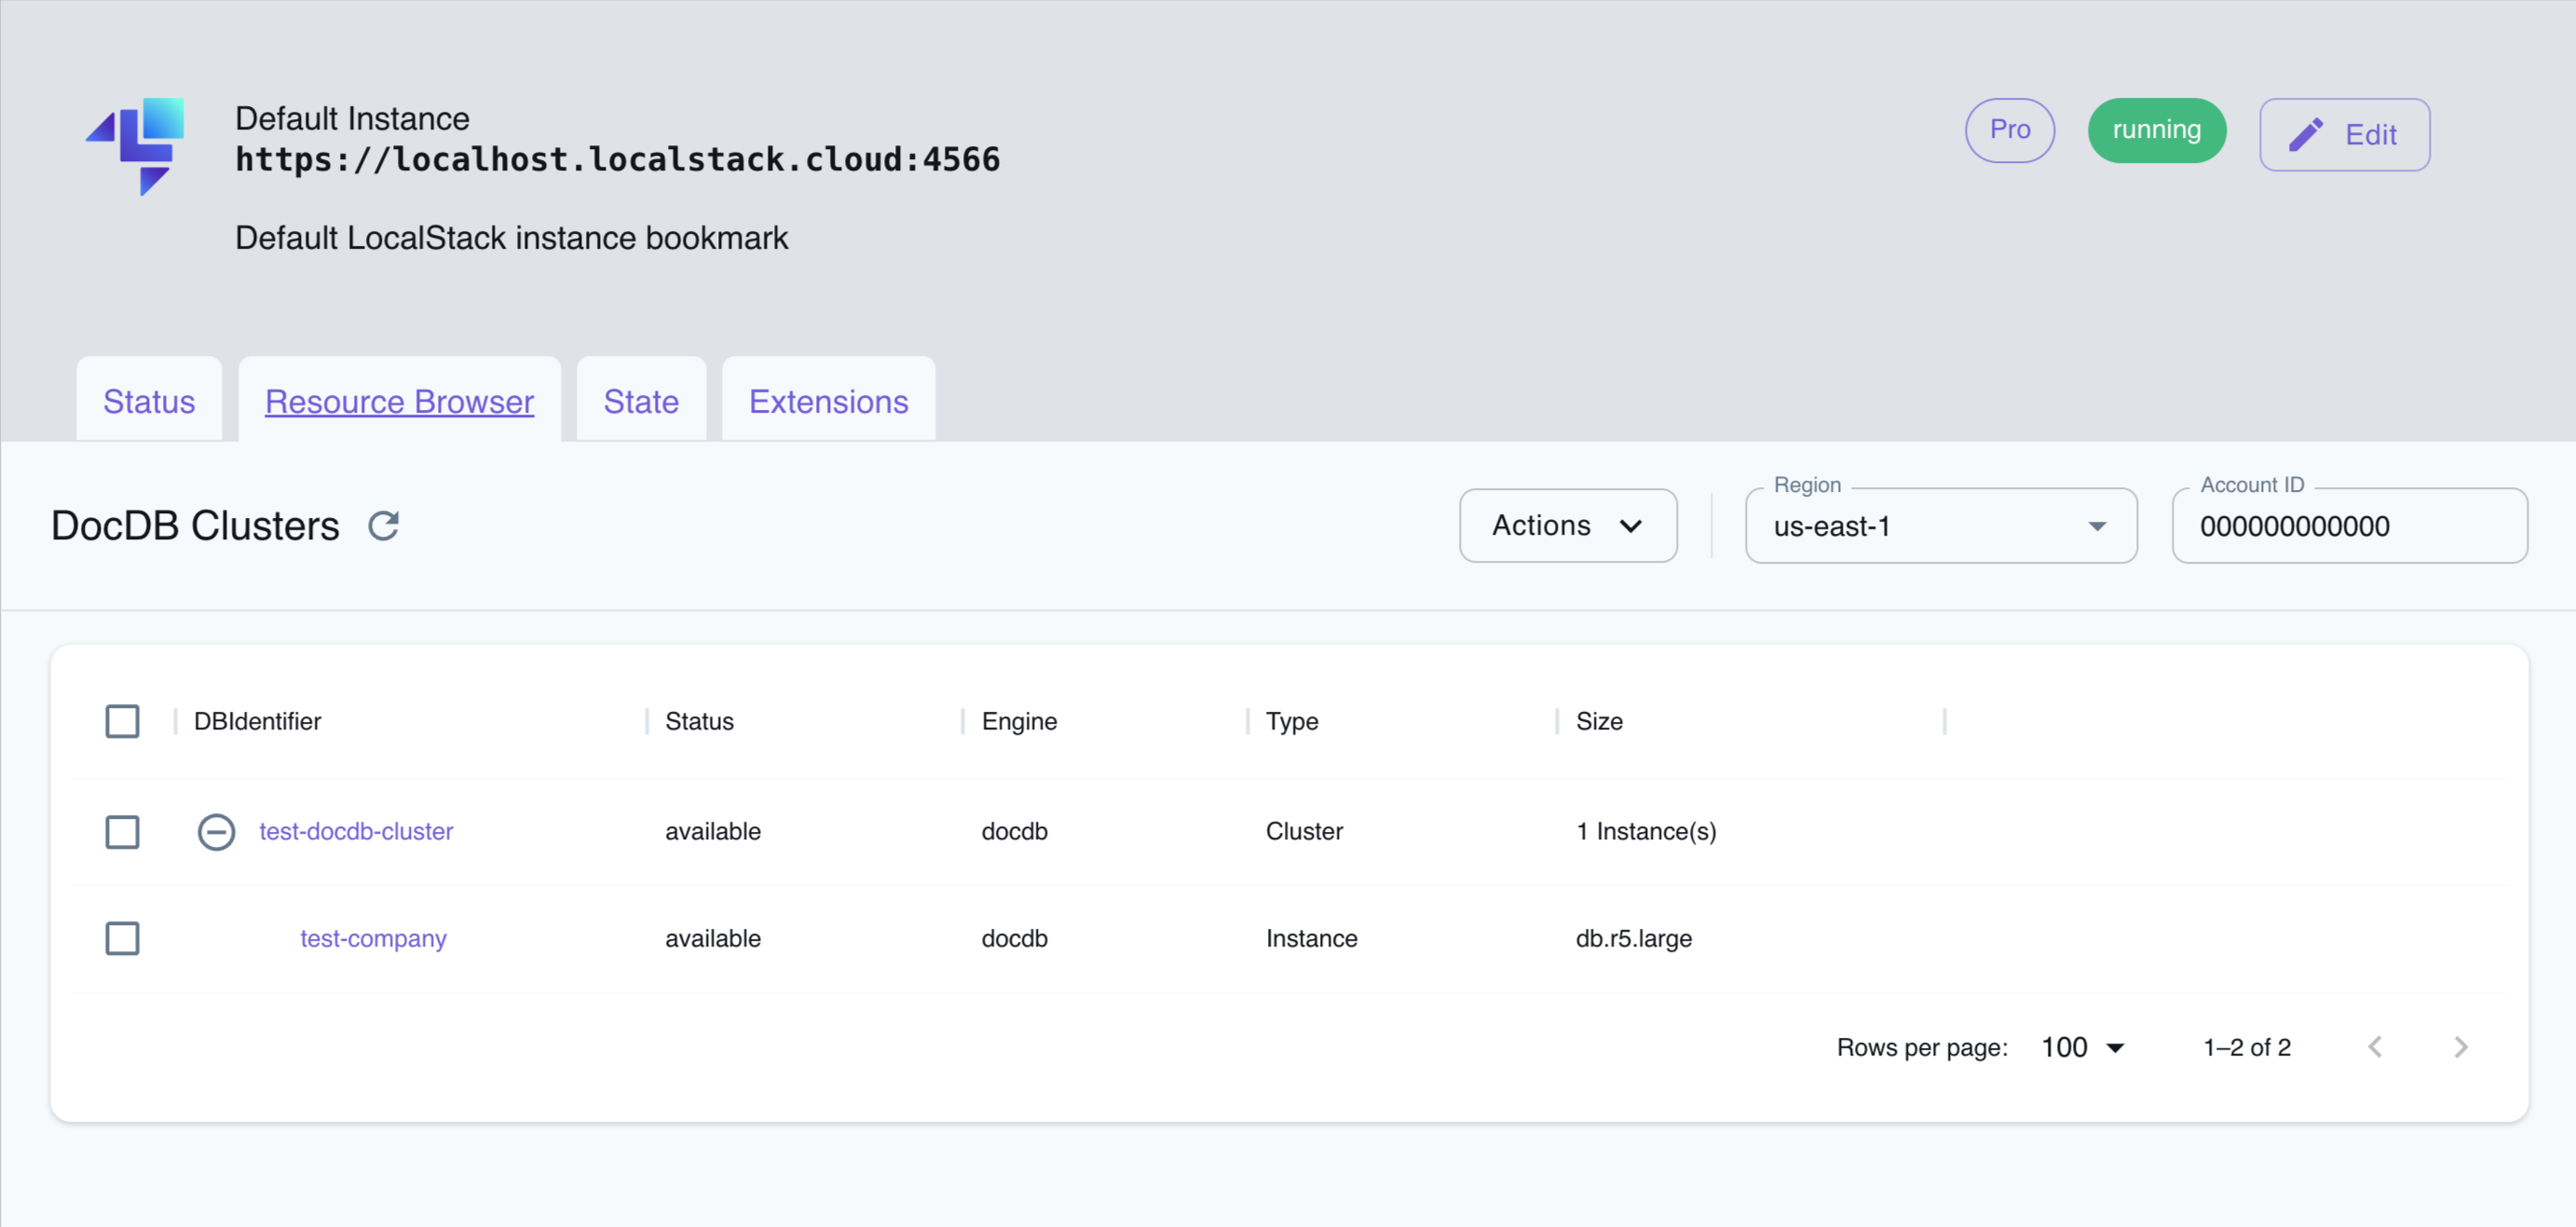 Default Instance
https://localhost.localstack.cloud:4566
Default LocalStack instance bookmark
Pro
running
Edit
Status
Resource Browser
State
Extensions
DocDB Clusters
Actions
Region
us-east-1
Account ID
000000000000
DBIdentifier Status Engine Type Size
test-docdb-cluster available docdb Cluster 1 Instance(s)
test-company available docdb Instance db.r5.large
Rows per page: 100 1–2 of 2